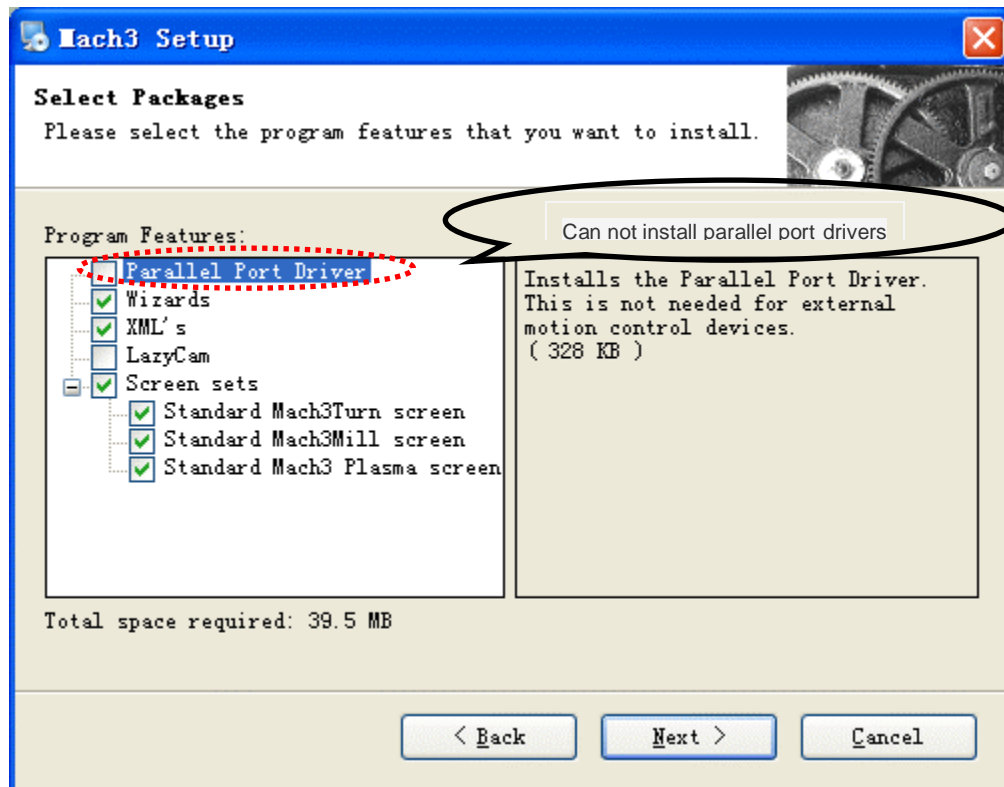 Mach3 Setup
Select Packages
Please select the program features that you want to install.
Program Features:
Can not install parallel port drivers
Parallel Port Driver
Wizards
XML's
LazyCam
Screen sets
Standard Mach3Turn screen
Standard Mach3Mill screen
Standard Mach3 Plasma screen
Installs the Parallel Port Driver.
This is not needed for external
motion control devices.
( 328 KB )
Total space required: 39.5 MB
< Back
Next >
Cancel